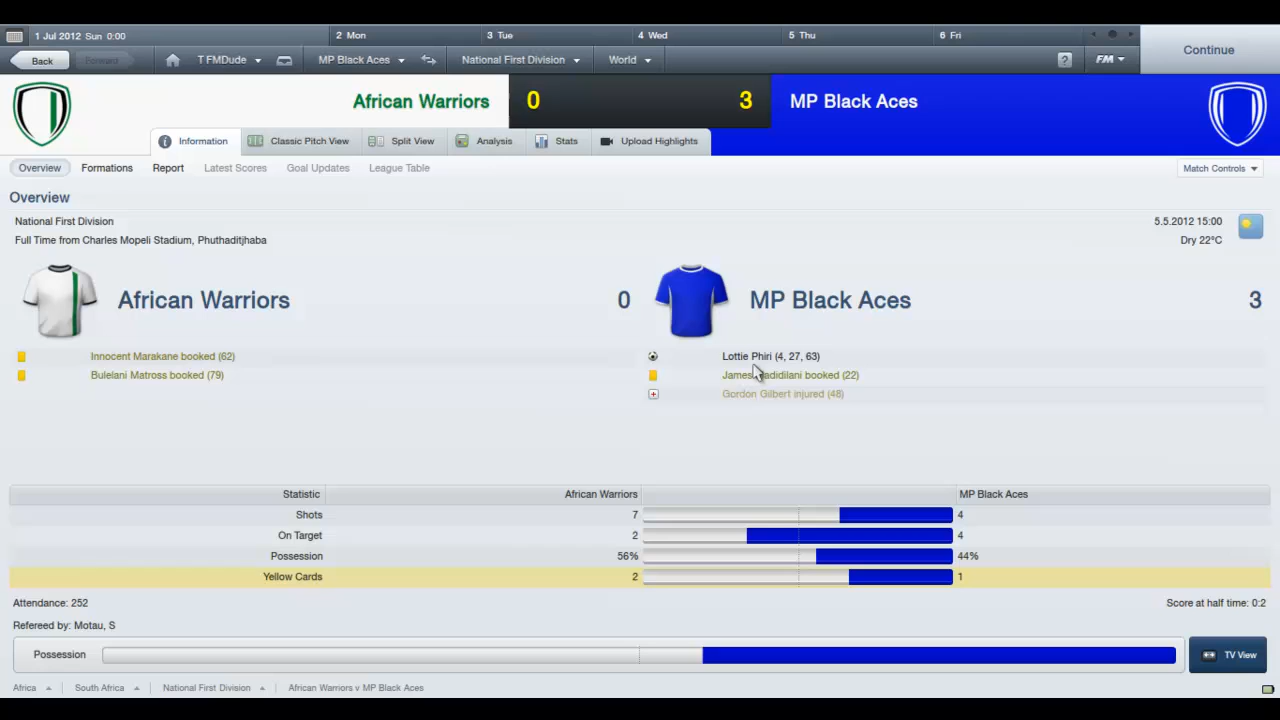 1 Jul 2012 Sun 0:00 2 Mon 3 Tue 4 Wed 5 Thu 6 Fri
Back Forward T FMDude MP Black Aces National First Division World ? FM Continue
African Warriors 0 3 MP Black Aces
Information Classic Pitch View Split View Analysis Stats Upload Highlights
Overview Formations Report Latest Scores Goal Updates League Table Match Controls
Overview
National First Division 5.5.2012 15:00
Full Time from Charles Mopeli Stadium, Phuthaditjhaba Dry 22°C
African Warriors 0 MP Black Aces 3
Innocent Marakane booked (62) Lottie Phiri (4, 27, 63)
Bulelani Matross booked (79) James booked (22)
Gordon Gilbert injured (48)
Statistic African Warriors MP Black Aces
Shots 7 4
On Target 2 4
Possession 56% 44%
Yellow Cards 2 1
Attendance: 252 Score at half time: 0:2
Refereed by: Motau, S
Possession TV View
Africa South Africa National First Division African Warriors v MP Black Aces